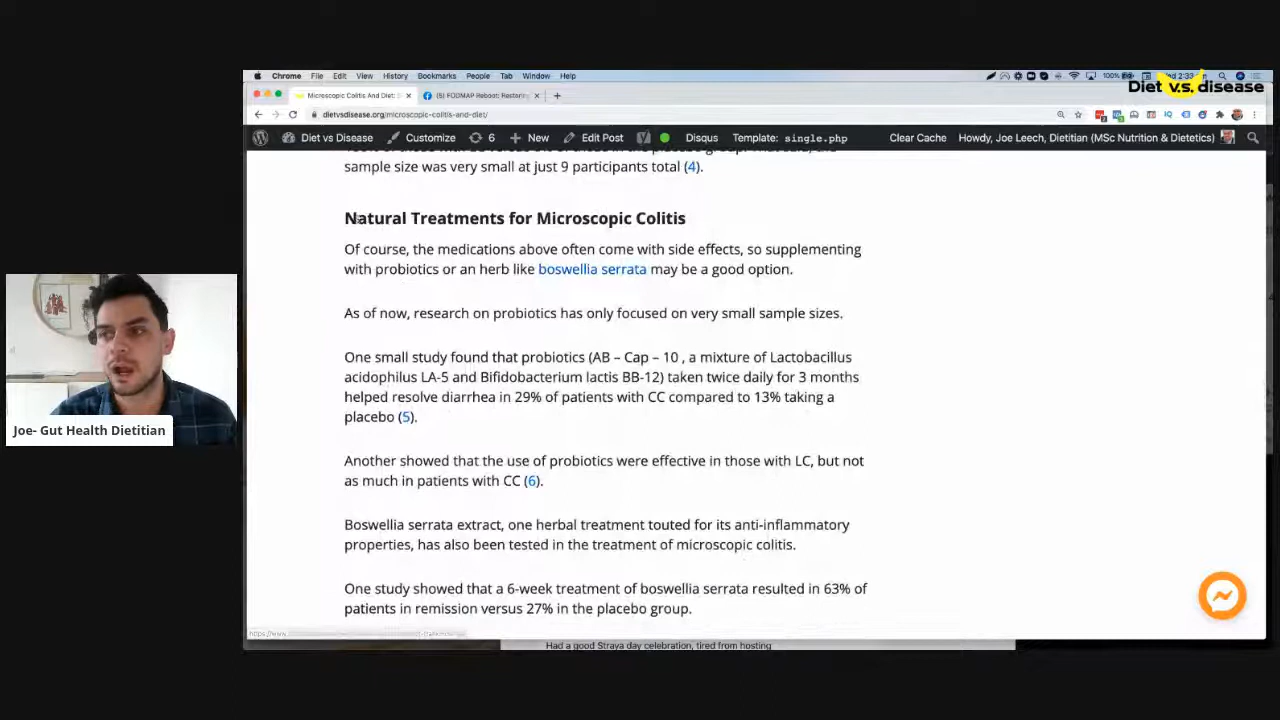 Chrome File Edit View History Bookmarks People Tab Window Help
100%
Diet v.s. disease
Microscopic Colitis And Diet:
(5) FODMAP Reboot: Restoring
dietvsdisease.org/microscopic-colitis-and-diet/
Diet vs Disease Customize 6 New Edit Post Disqus Template: single.php Clear Cache Howdy, Joe Leech, Dietitian (MSc Nutrition & Dietetics)
sample size was very small at just 9 participants total (4).
Natural Treatments for Microscopic Colitis
Of course, the medications above often come with side effects, so supplementing
with probiotics or an herb like boswellia serrata may be a good option.
As of now, research on probiotics has only focused on very small sample sizes.
One small study found that probiotics (AB – Cap – 10 , a mixture of Lactobacillus
acidophilus LA-5 and Bifidobacterium lactis BB-12) taken twice daily for 3 months
helped resolve diarrhea in 29% of patients with CC compared to 13% taking a
placebo (5).
Another showed that the use of probiotics were effective in those with LC, but not
as much in patients with CC (6).
Boswellia serrata extract, one herbal treatment touted for its anti-inflammatory
properties, has also been tested in the treatment of microscopic colitis.
One study showed that a 6-week treatment of boswellia serrata resulted in 63% of
patients in remission versus 27% in the placebo group.
Had a good Straya day celebration, tired from hosting
Joe- Gut Health Dietitian